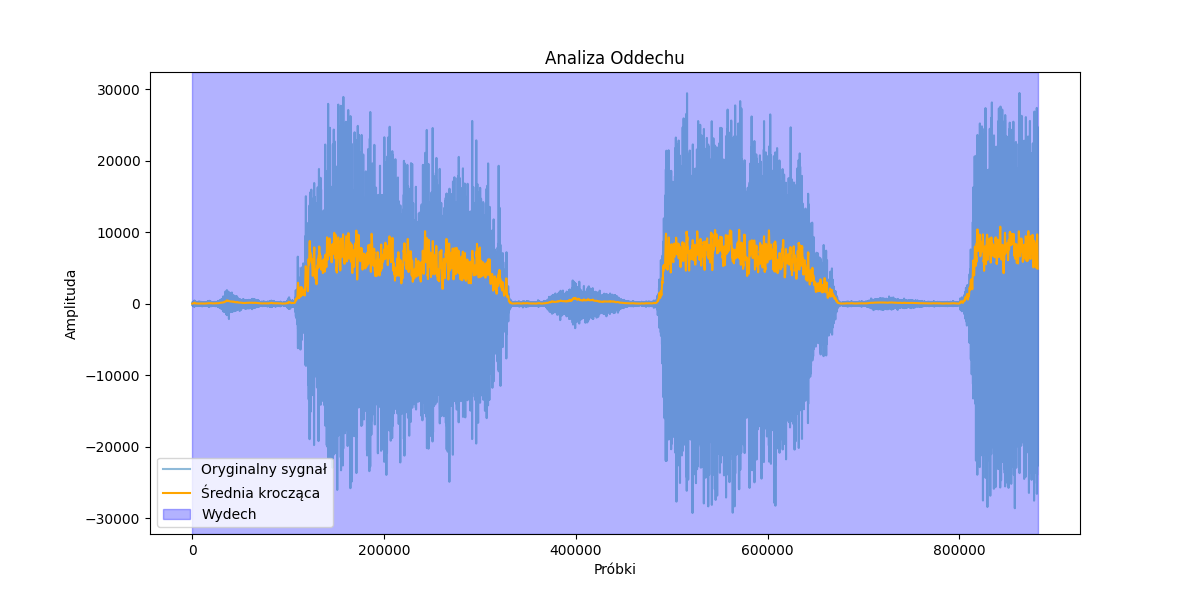 Analiza Oddechu
Amplituda
30000
20000
10000
0
−10000
−20000
−30000
Oryginalny sygnał
Średnia krocząca
Wydech
0
200000
400000
600000
800000
Próbki